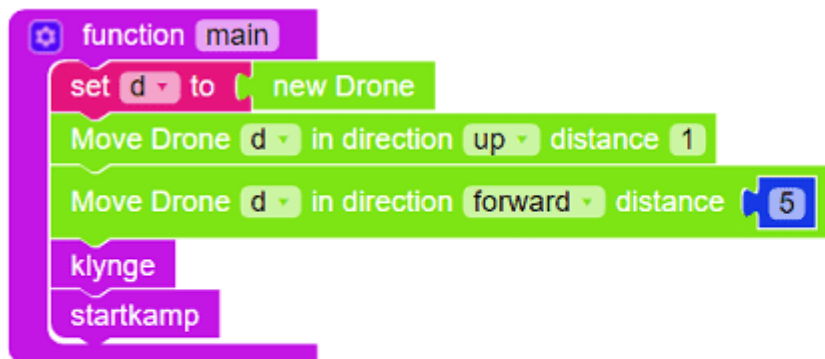 function main
set d to new Drone
Move Drone d in direction up distance 1
Move Drone d in direction forward distance 5
klynge
startkamp